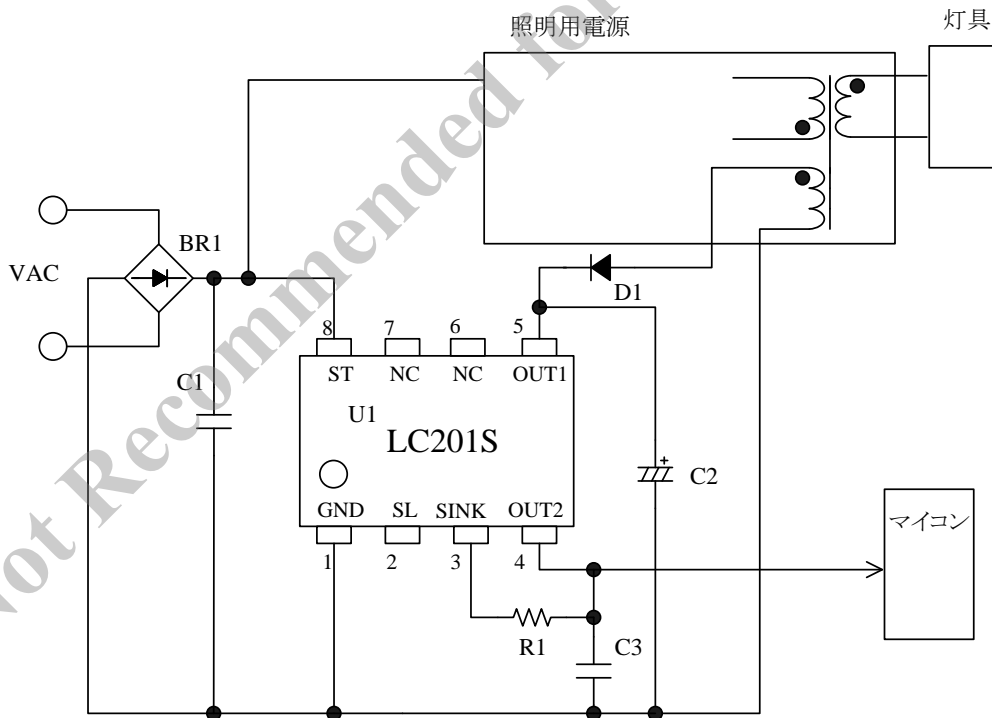 照明用電源
灯具
Not Recommended for
VAC
BR1
D1
C1
8
7
6
5
ST
NC
NC
OUT1
U1
LC201S
GND
SL
SINK
OUT2
1
2
3
4
+
C2
R1
C3
マイコン